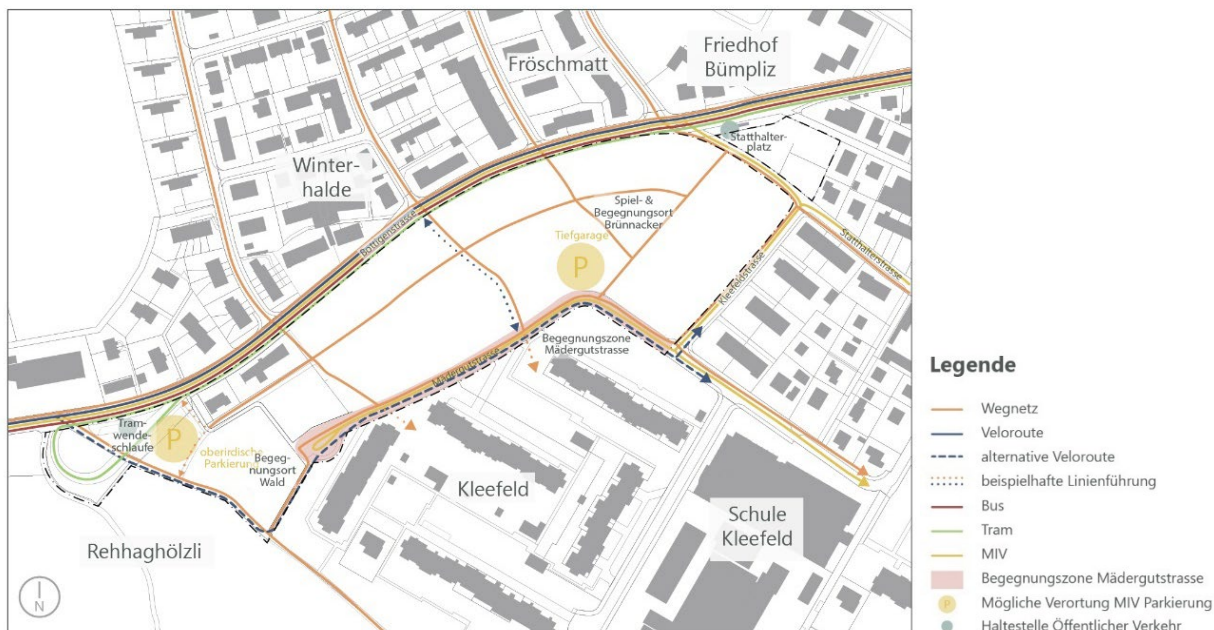 Friedhof
Bümpliz
Fröschmatt
Statthalter-
platz
Winter-
halde
Spiel- &
Begegnungsort
Brünnacker
Tiefgarage
P
Bottigenstrasse
Statthalterstrasse
Kleefeldstrasse
Begegnungszone
Mädergutstrasse
Mädergutstrasse
Tram-
wende-
schlaufe
P
oberirdische
Parkierung
Begeg-
nungsort
Wald
Kleefeld
Schule
Kleefeld
Rehhaghölzli
N
Legende
Wegnetz
Veloroute
alternative Veloroute
beispielhafte Linienführung
Bus
Tram
MIV
Begegnungszone Mädergutstrasse
P
Mögliche Verortung MIV Parkierung
Haltestelle Öffentlicher Verkehr